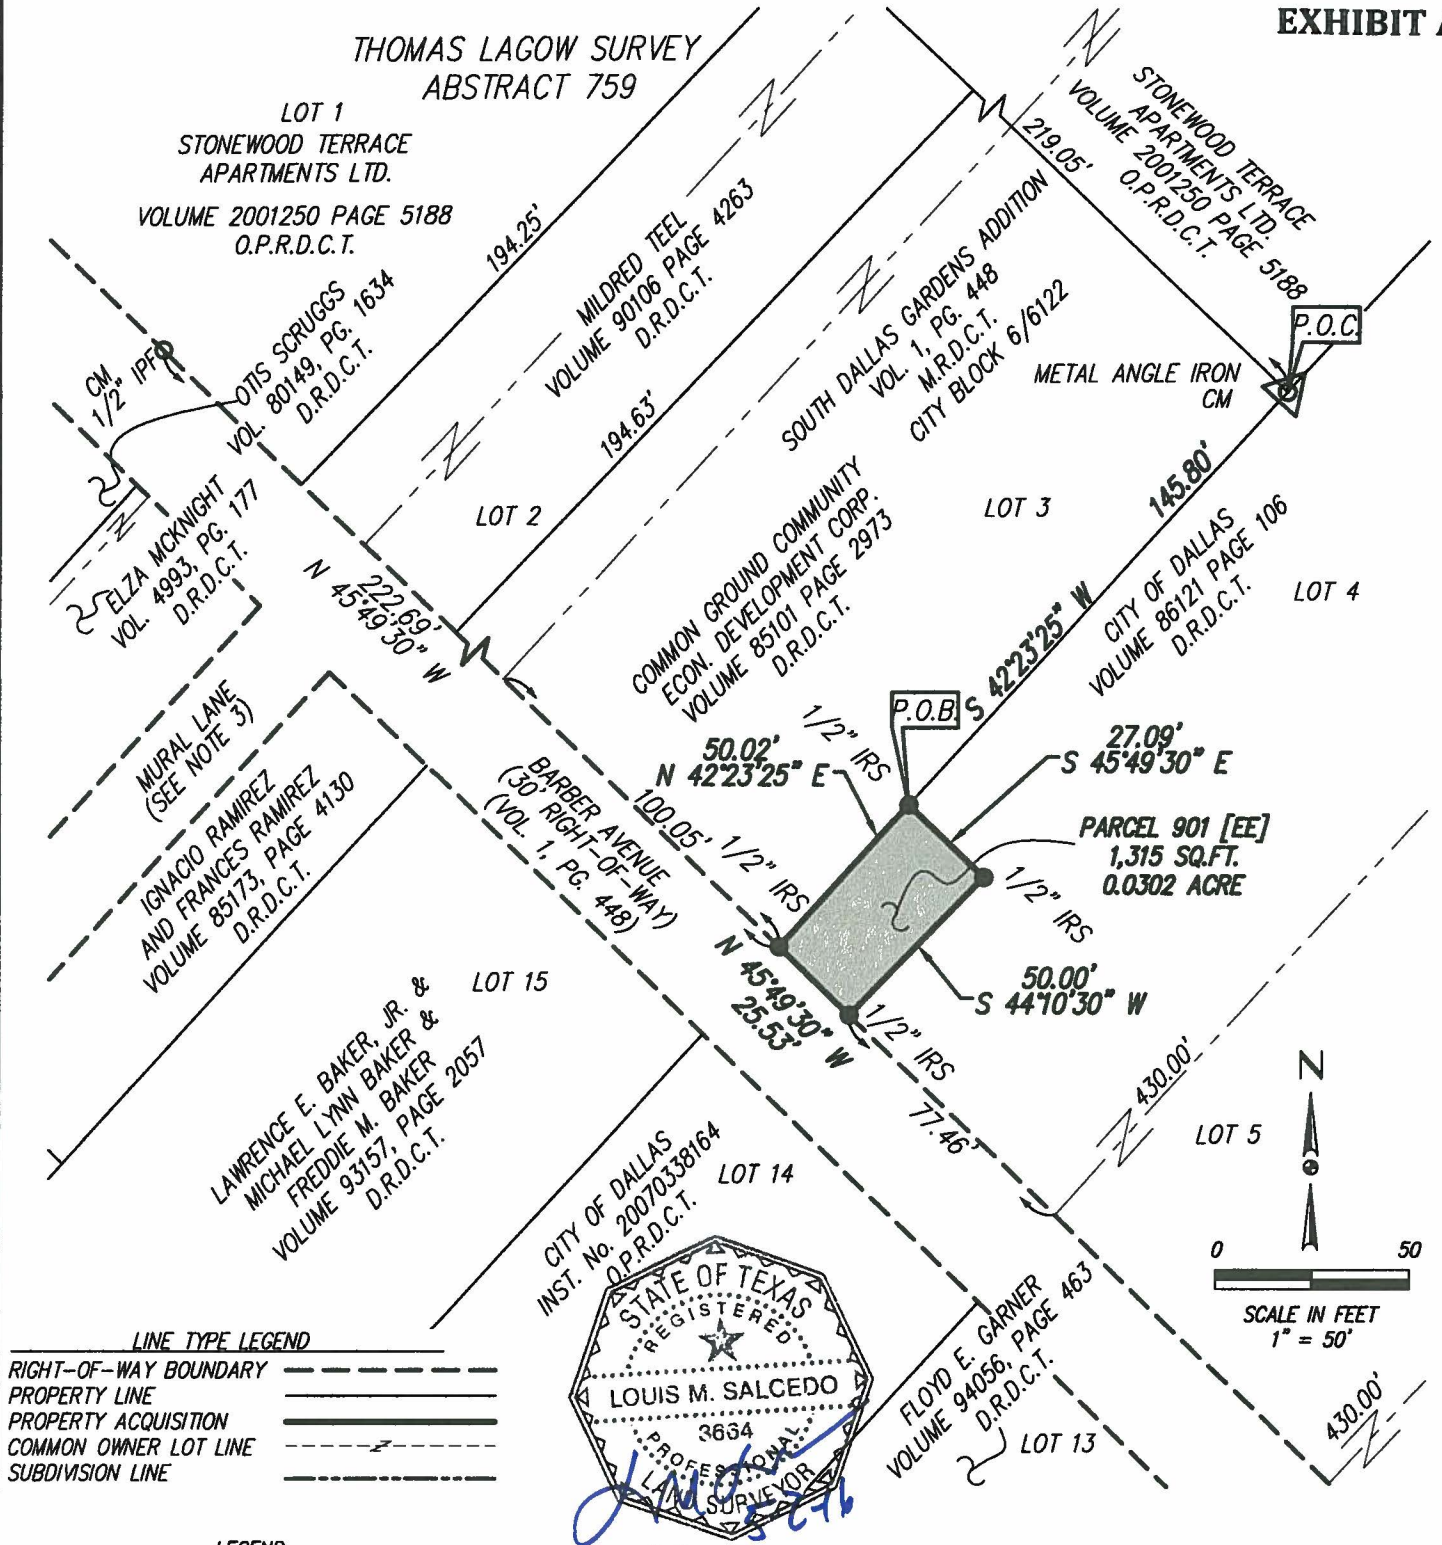 EXHIBIT A
THOMAS LAGOW SURVEY
ABSTRACT 759
LOT 1
STONEWOOD TERRACE
APARTMENTS LTD.
VOLUME 2001250 PAGE 5188
O.P.R.D.C.T.
194.25'
MILDRED TEEL
VOLUME 90106 PAGE 4263
D.R.D.C.T.
219.05'
STONEWOOD TERRACE
APARTMENTS LTD.
VOLUME 2001250 PAGE 5188
O.P.R.D.C.T.
P.O.C.
METAL ANGLE IRON
CM
CM
1/2" IPF
OTIS SCRUGGS
VOL. 80149, PG. 1634
D.R.D.C.T.
SOUTH DALLAS GARDENS ADDITION
VOL. 1, PG. 448
M.R.D.C.T.
CITY BLOCK 6/6122
194.63'
LOT 2
LOT 3
145.80'
S 42°23'25" W
ELZA MCKNIGHT
VOL. 4993, PG. 177
D.R.D.C.T.
222.69'
N 45°49'30" W
COMMON GROUND COMMUNITY
ECON. DEVELOPMENT CORP.
VOLUME 85101 PAGE 2973
D.R.D.C.T.
CITY OF DALLAS
VOLUME 86121 PAGE 106
D.R.D.C.T.
LOT 4
MURAL LANE
(SEE NOTE 3)
IGNACIO RAMIREZ
AND FRANCES RAMIREZ
VOLUME 85173, PAGE 4130
D.R.D.C.T.
P.O.B.
1/2" IRS
50.02'
N 42°23'25" E
27.09'
S 45°49'30" E
BARBER AVENUE
(30' RIGHT-OF-WAY)
(VOL. 1, PG. 448)
100.05'
1/2" IRS
PARCEL 901 [EE]
1,315 SQ.FT.
0.0302 ACRE
1/2" IRS
N 45°49'30" W
25.53'
50.00'
S 44°10'30" W
1/2" IRS
LOT 15
LAWRENCE E. BAKER, JR. &
MICHAEL LYNN BAKER &
FREDDIE M. BAKER
VOLUME 93157, PAGE 2057
D.R.D.C.T.
77.46'
430.00'
LOT 5
N
CITY OF DALLAS
INST. No. 20070338164
O.P.R.D.C.T.
LOT 14
0 50
SCALE IN FEET
1" = 50'
STATE OF TEXAS
REGISTERED
LOUIS M. SALCEDO
3664
PROFESSIONAL
LAND SURVEYOR
FLOYD E. GARNER
VOLUME 94056, PAGE 463
D.R.D.C.T.
LOT 13
430.00'
LINE TYPE LEGEND
RIGHT-OF-WAY BOUNDARY
PROPERTY LINE
PROPERTY ACQUISITION
COMMON OWNER LOT LINE
SUBDIVISION LINE
LEGEND